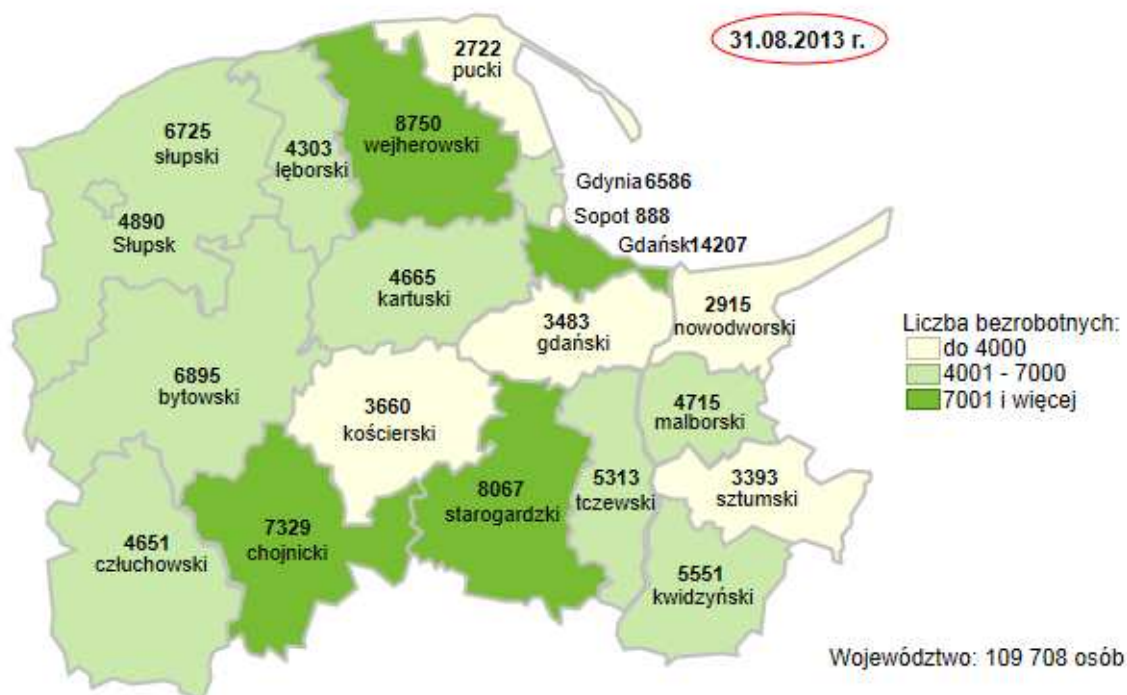 31.08.2013 r.
2722
pucki
8750
wejherowski
6725
słupski
4303
lęborski
Gdynia 6586
Sopot 888
Gdańsk 14207
4890
Słupsk
4665
kartuski
2915
nowodworski
3483
gdański
Liczba bezrobotnych:
do 4000
4001 - 7000
7001 i więcej
6895
bytowski
3660
kościerski
4715
malborski
5313
tczewski
3393
sztumski
8067
starogardzki
7329
chojnicki
4651
człuchowski
5551
kwidzyński
Województwo: 109 708 osób